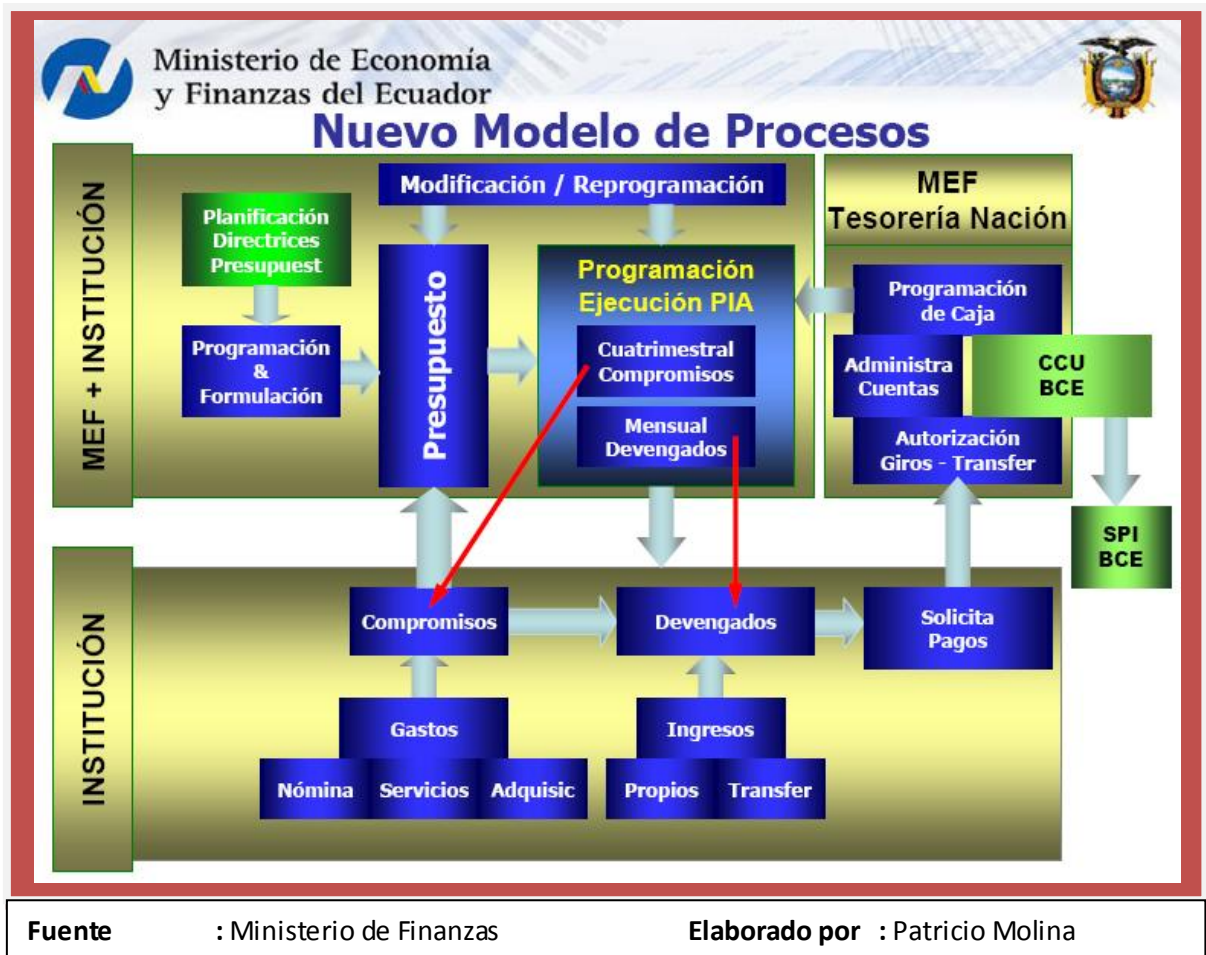 Ministerio de Economía
y Finanzas del Ecuador
Nuevo Modelo de Procesos
MEF + INSTITUCIÓN
Modificación / Reprogramación
Planificación
Directrices
Presupuest
Programación
&
Formulación
Presupuesto
Programación
Ejecución PIA
Cuatrimestral
Compromisos
Mensual
Devengados
MEF
Tesorería Nación
Programación
de Caja
Administra
Cuentas
CCU
BCE
Autorización
Giros - Transfer
SPI
BCE
INSTITUCIÓN
Compromisos
Devengados
Solicita
Pagos
Gastos
Nómina
Servicios
Adquisic
Ingresos
Propios
Transfer
Fuente : Ministerio de Finanzas Elaborado por : Patricio Molina